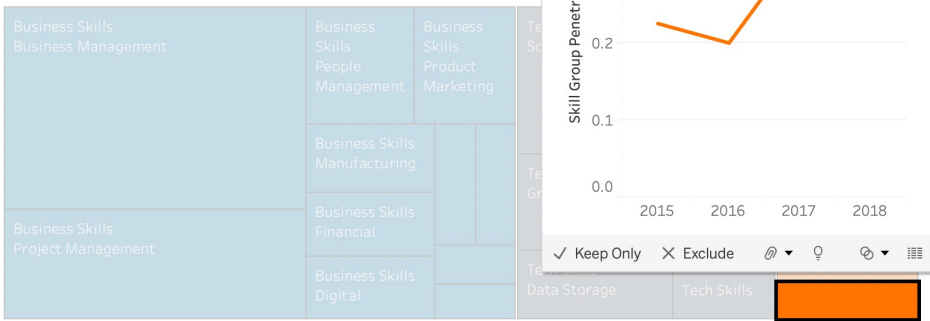 Business Skills
Business Management
Business
Skills
People
Management
Business
Skills
Product
Marketing
Business Skills
Manufacturing
Business Skills
Project Management
Business Skills
Financial
Business Skills
Digital
Data Storage
Tech Skills
Skill Group
0.2
0.1
0.0
2015 2016 2017 2018
Keep Only Exclude